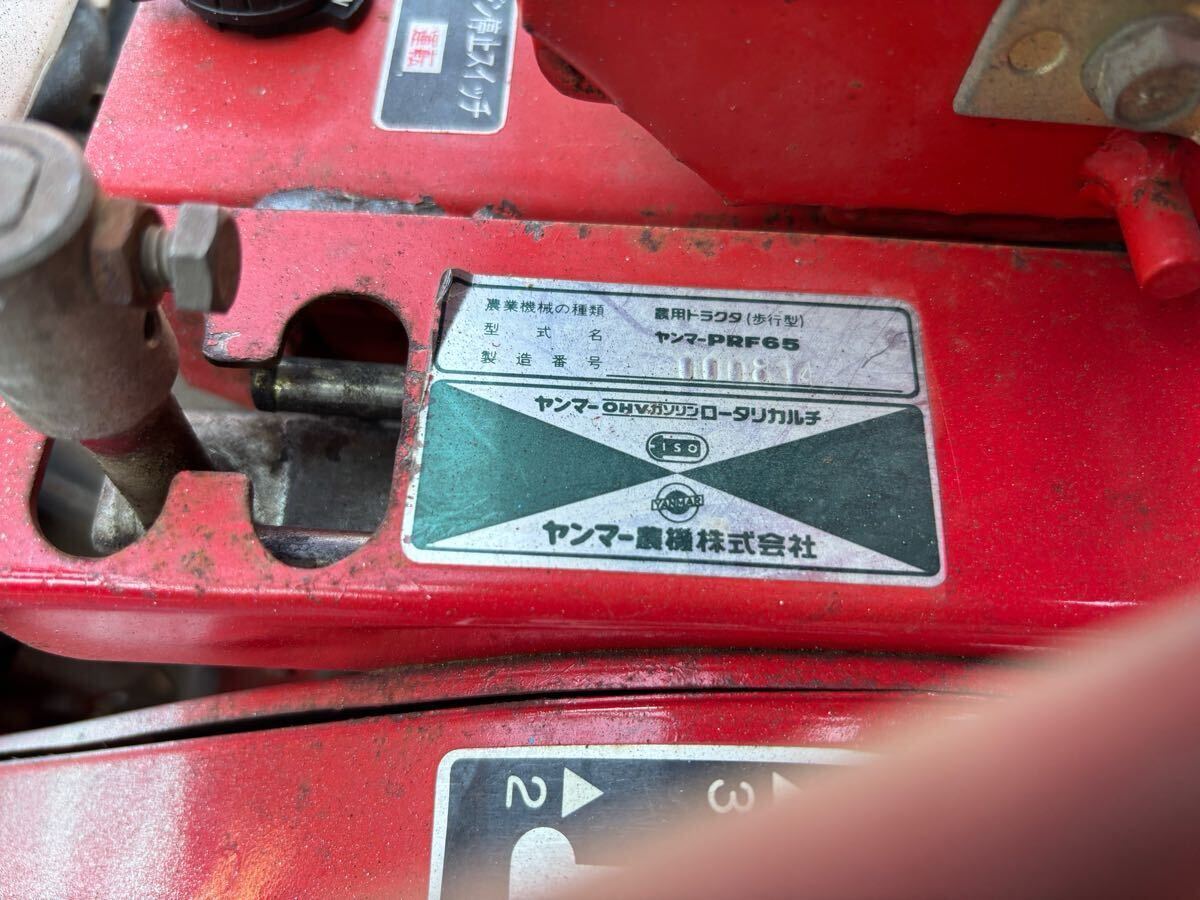 ン停止スイッチ
運転
農業機械の種類 農用トラクタ(歩行型)
型式名 ヤンマーPRF65
製造番号 000814
ヤンマーOHVガソリンロータリカルチ
ISO
YANMAR
ヤンマー農機株式会社
2 3